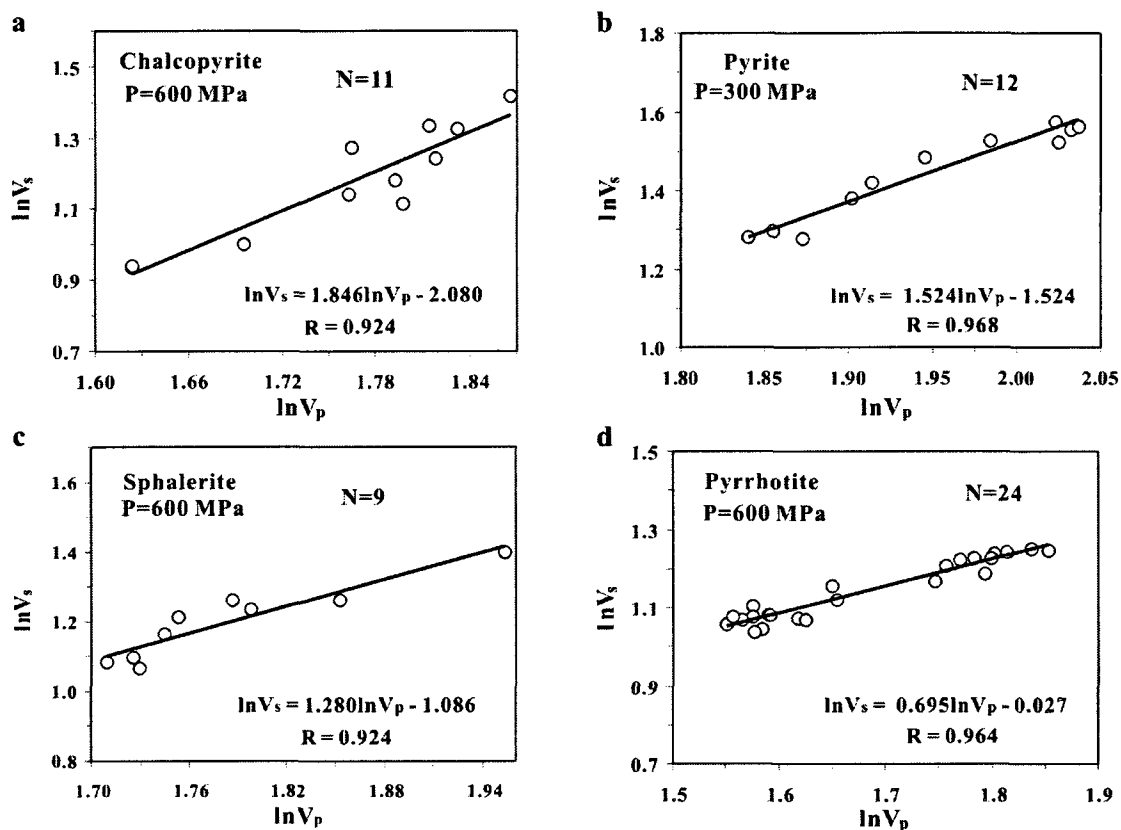 a
Chalcopyrite
P=600 MPa
N=11
lnVs = 1.846lnVp - 2.080
R = 0.924
lnVs
1.5
1.3
1.1
0.9
0.7
1.60 1.66 1.72 1.78 1.84
lnVp
b
Pyrite
P=300 MPa
N=12
lnVs = 1.524lnVp - 1.524
R = 0.968
lnVs
1.8
1.6
1.4
1.2
1.0
1.80 1.85 1.90 1.95 2.00 2.05
lnVp
c
Sphalerite
P=600 MPa
N=9
lnVs = 1.280lnVp - 1.086
R = 0.924
lnVs
1.6
1.4
1.2
1.0
0.8
1.70 1.76 1.82 1.88 1.94
lnVp
d
Pyrrhotite
P=600 MPa
N=24
lnVs = 0.695lnVp - 0.027
R = 0.964
lnVs
1.5
1.3
1.1
0.9
0.7
1.5 1.6 1.7 1.8 1.9
lnVp